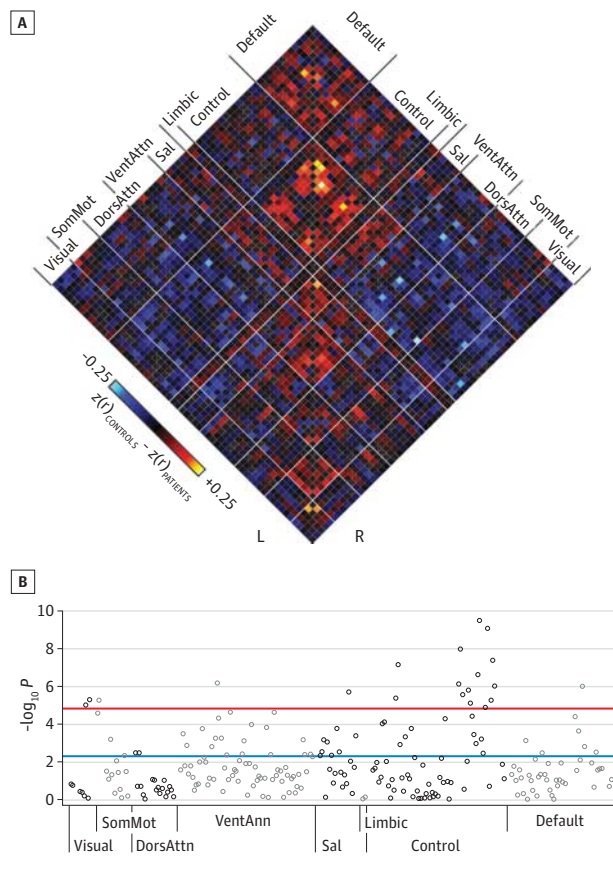 A
Default
Default
Limbic
Control
Control
Limbic
VentAttn
Sal
Sal
VentAttn
SomMot
DorsAttn
DorsAttn
SomMot
Visual
Visual
–0.25
z(r)CONTROLS - z(r)PATIENTS
+0.25
L
R
B
–log10 P
10
8
6
4
2
0
SomMot
VentAnn
Limbic
Default
Visual
DorsAttn
Sal
Control